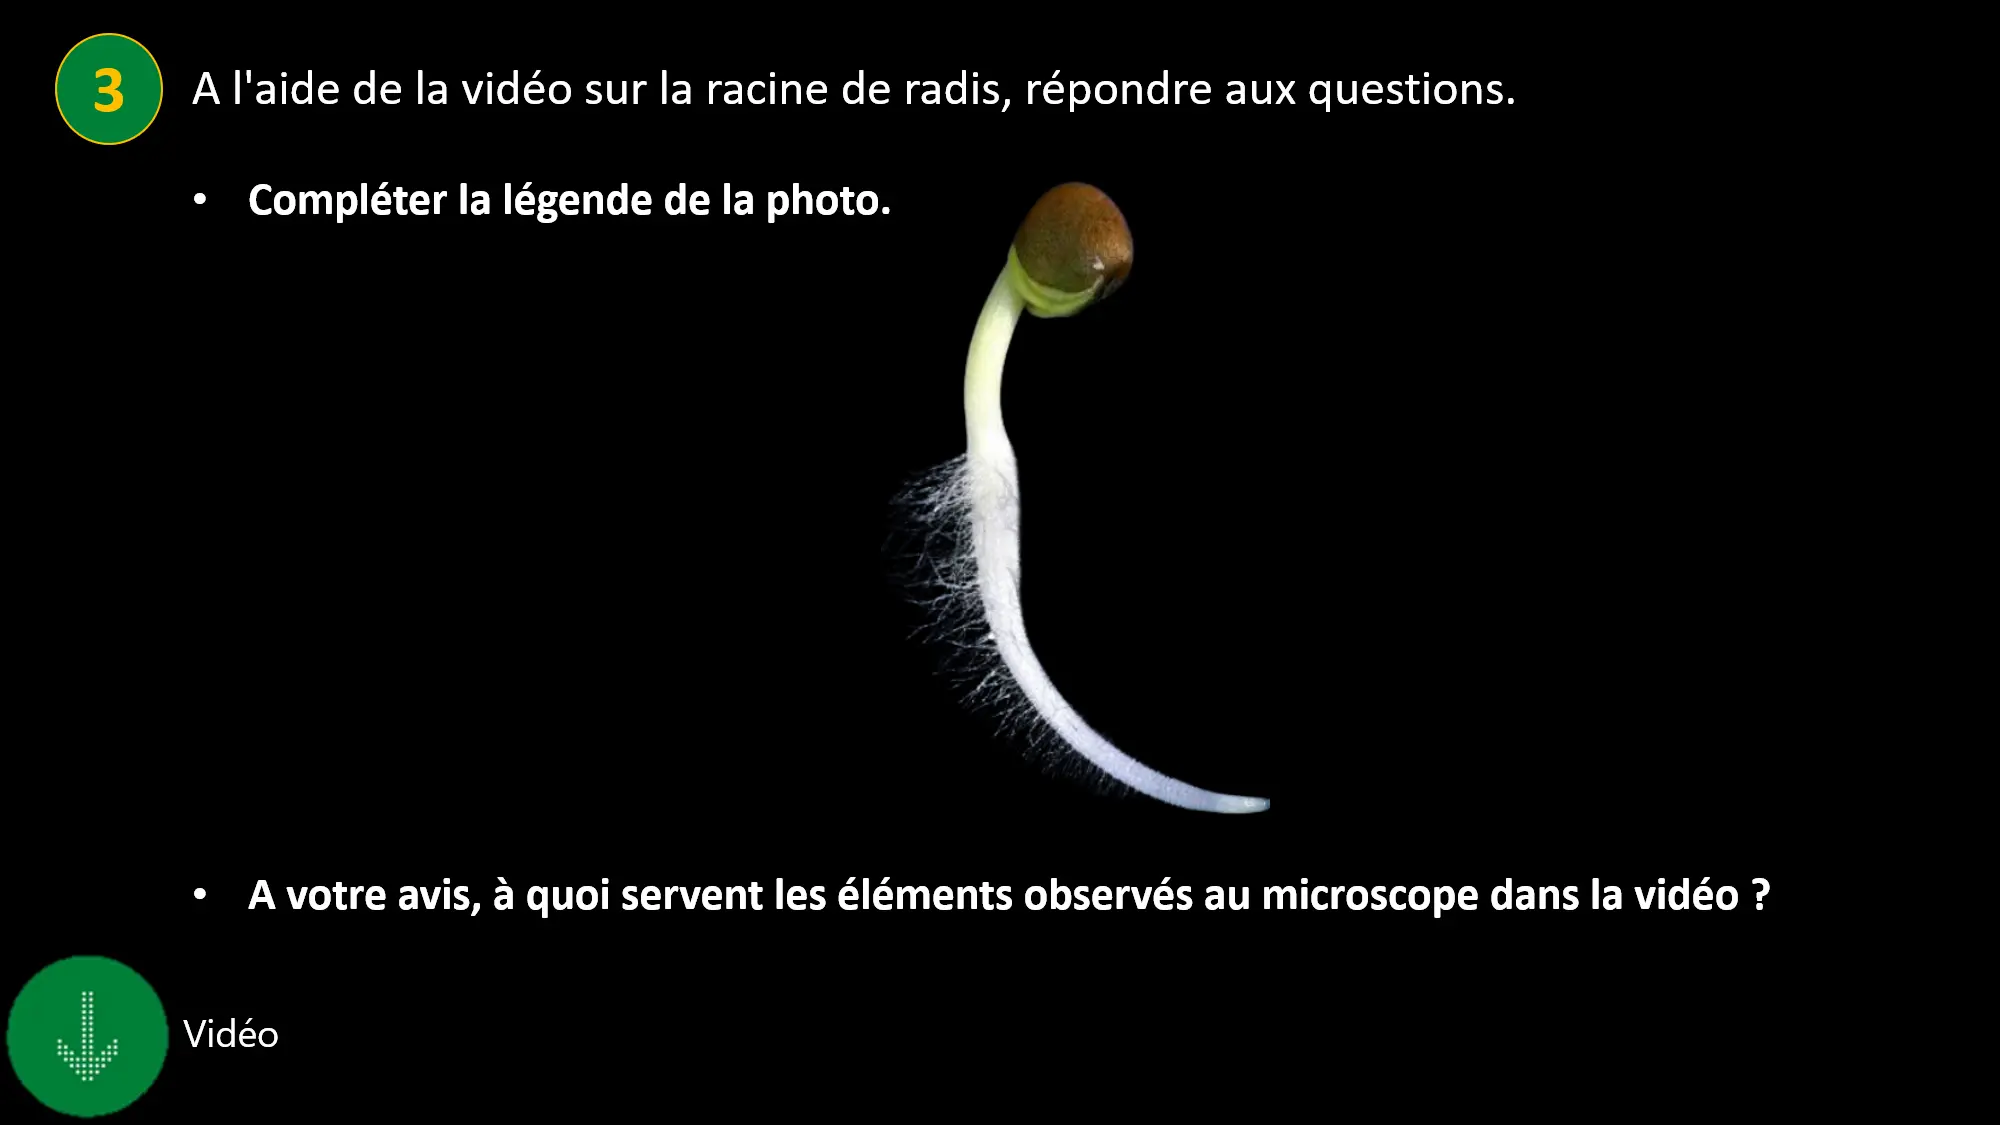 3
A l'aide de la vidéo sur la racine de radis, répondre aux questions.
• Compléter la légende de la photo.
• A votre avis, à quoi servent les éléments observés au microscope dans la vidéo ?
Vidéo